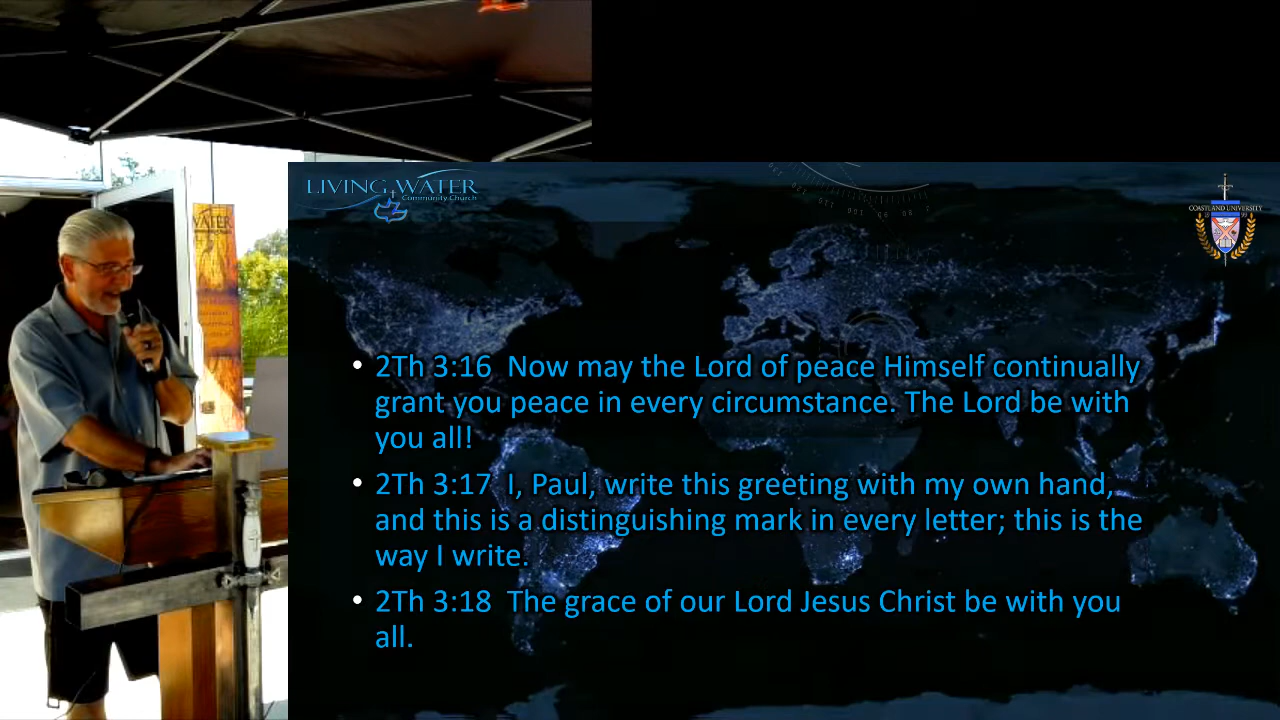 WATER
LIVING WATER
Community Church
COASTLAND UNIVERSITY
• 2Th 3:16 Now may the Lord of peace Himself continually
grant you peace in every circumstance. The Lord be with
you all!
• 2Th 3:17 I, Paul, write this greeting with my own hand,
and this is a distinguishing mark in every letter; this is the
way I write.
• 2Th 3:18 The grace of our Lord Jesus Christ be with you
all.